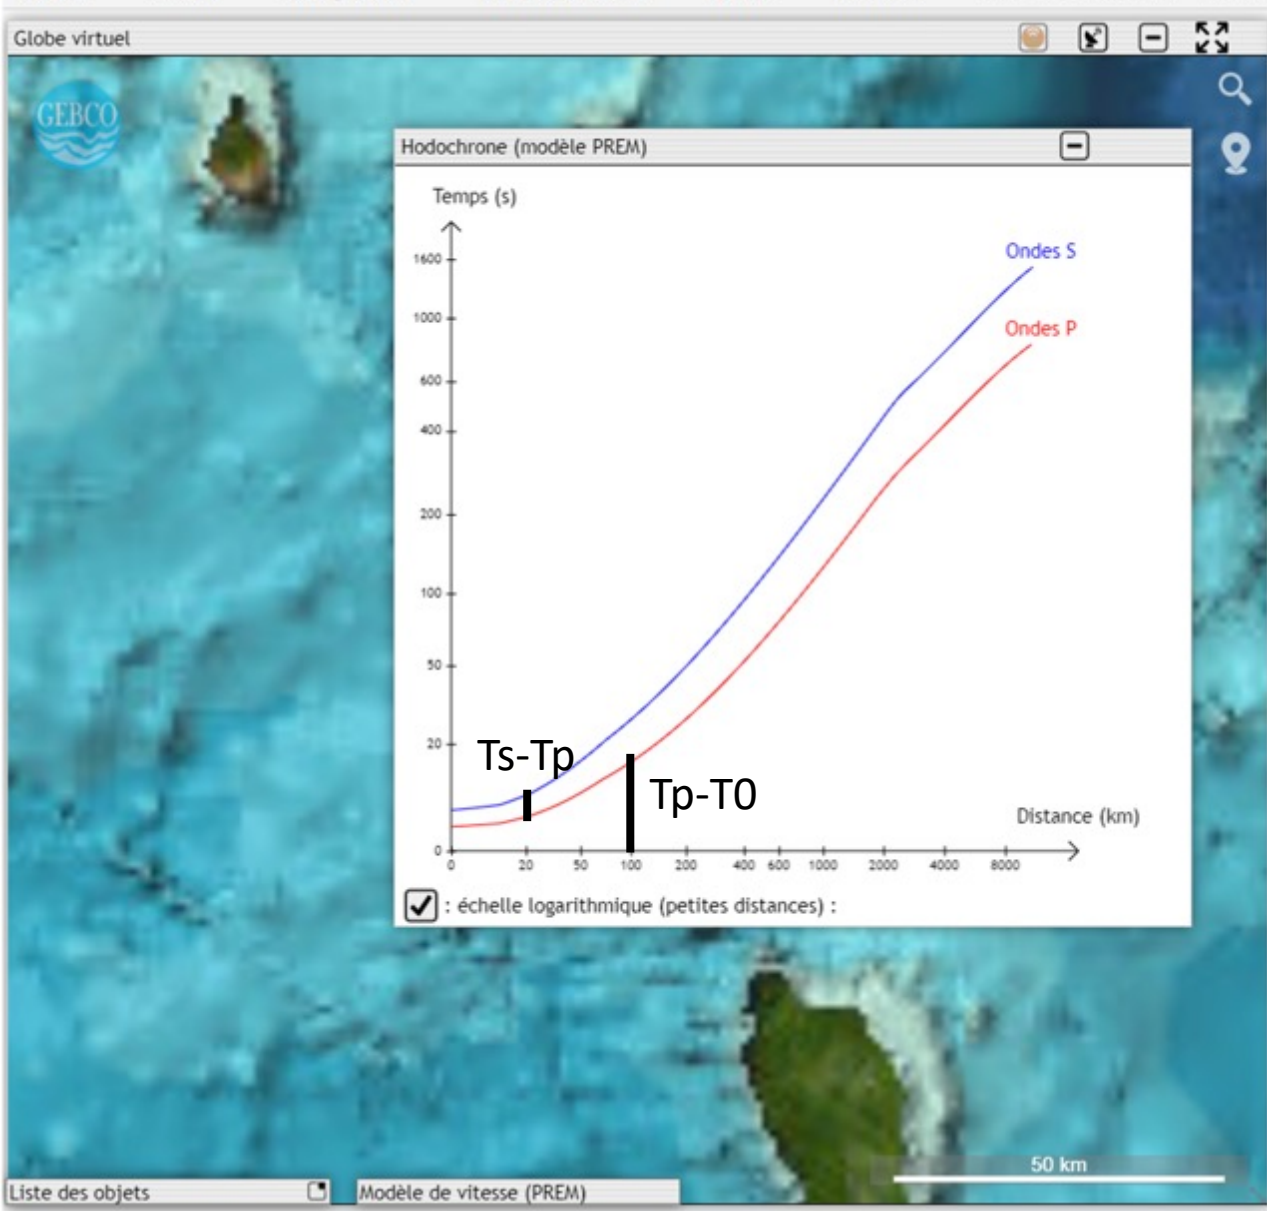 Globe virtuel
GEBCO
Hodochrone (modèle PREM)
Temps (s)
Ondes S
1600
1000
Ondes P
600
400
200
100
50
20
Ts-Tp
Tp-T0
Distance (km)
0
0 20 50 100 200 400 600 1000 2000 4000 8000
: échelle logarithmique (petites distances) :
50 km
Liste des objets
Modèle de vitesse (PREM)